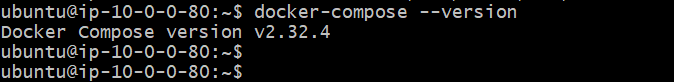 ubuntu@ip-10-0-0-80:~$ docker-compose --version
Docker Compose version v2.32.4
ubuntu@ip-10-0-0-80:~$
ubuntu@ip-10-0-0-80:~$